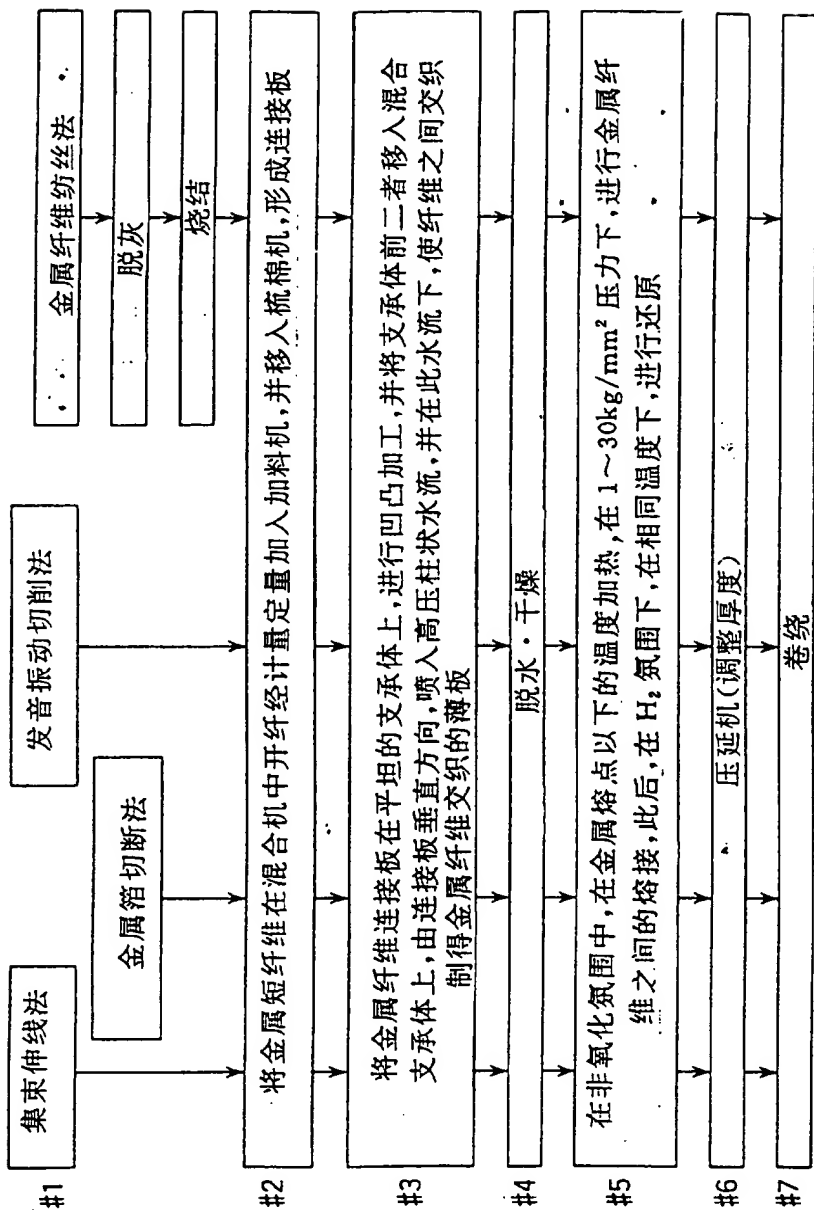 #1
集束伸线法
金属箔切断法
发音振动切削法
金属纤维纺丝法
脱灰
烧结
#2
将金属短纤维在混合机中开纤经计量定量加入加料机,并移入梳棉机,形成连接板
#3
将金属纤维连接板在平坦的支承体上,进行凹凸加工,并将支承体前二者移入混合
支承体上,由连接板垂直方向,喷入高压柱状水流,并在此水流下,使纤维之间交织
制得金属纤维交织的薄板
#4
脱水·干燥
#5
在非氧化氛围中,在金属熔点以下的温度加热,在1~30kg/mm²压力下,进行金属纤
维之间的熔接,此后,在H₂氛围下,在相同温度下,进行还原
#6
压延机(调整厚度)
#7
卷绕